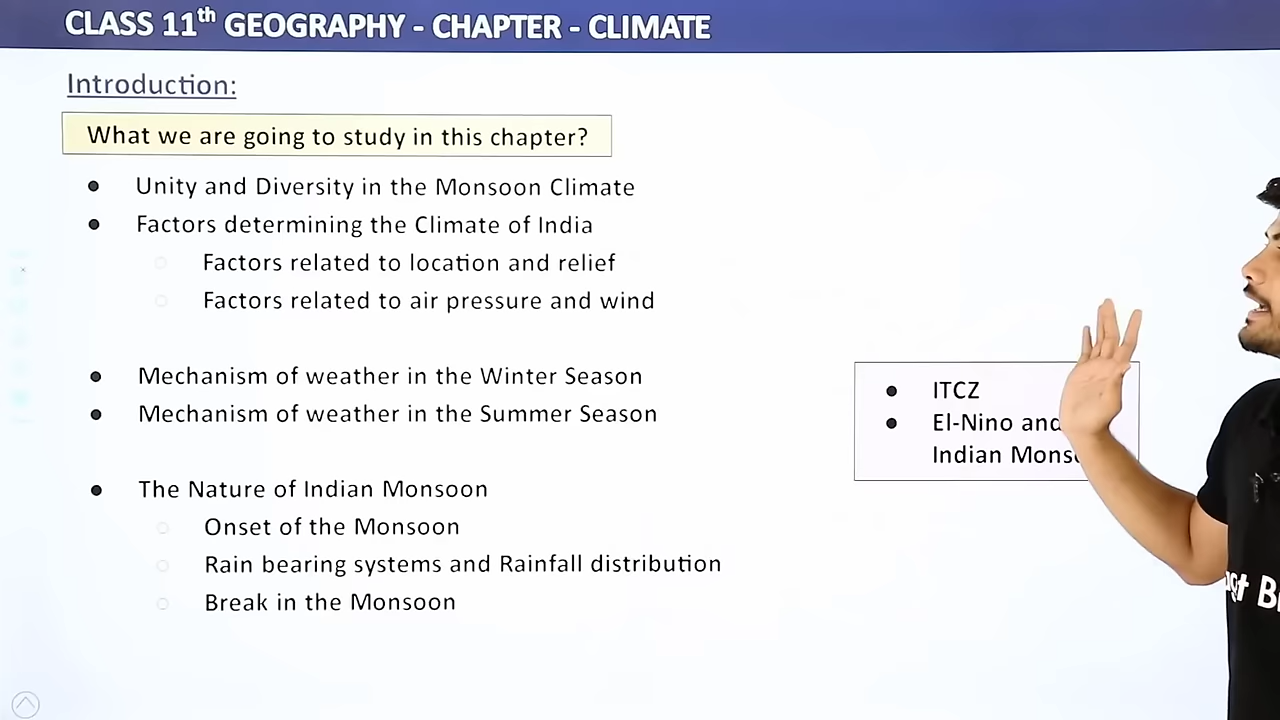 CLASS 11th GEOGRAPHY - CHAPTER - CLIMATE
Introduction:
What we are going to study in this chapter?
● Unity and Diversity in the Monsoon Climate
● Factors determining the Climate of India
○ Factors related to location and relief
○ Factors related to air pressure and wind
● Mechanism of weather in the Winter Season
● Mechanism of weather in the Summer Season
● ITCZ
● El-Nino and
Indian
● The Nature of Indian Monsoon
○ Onset of the Monsoon
○ Rain bearing systems and Rainfall distribution
○ Break in the Monsoon